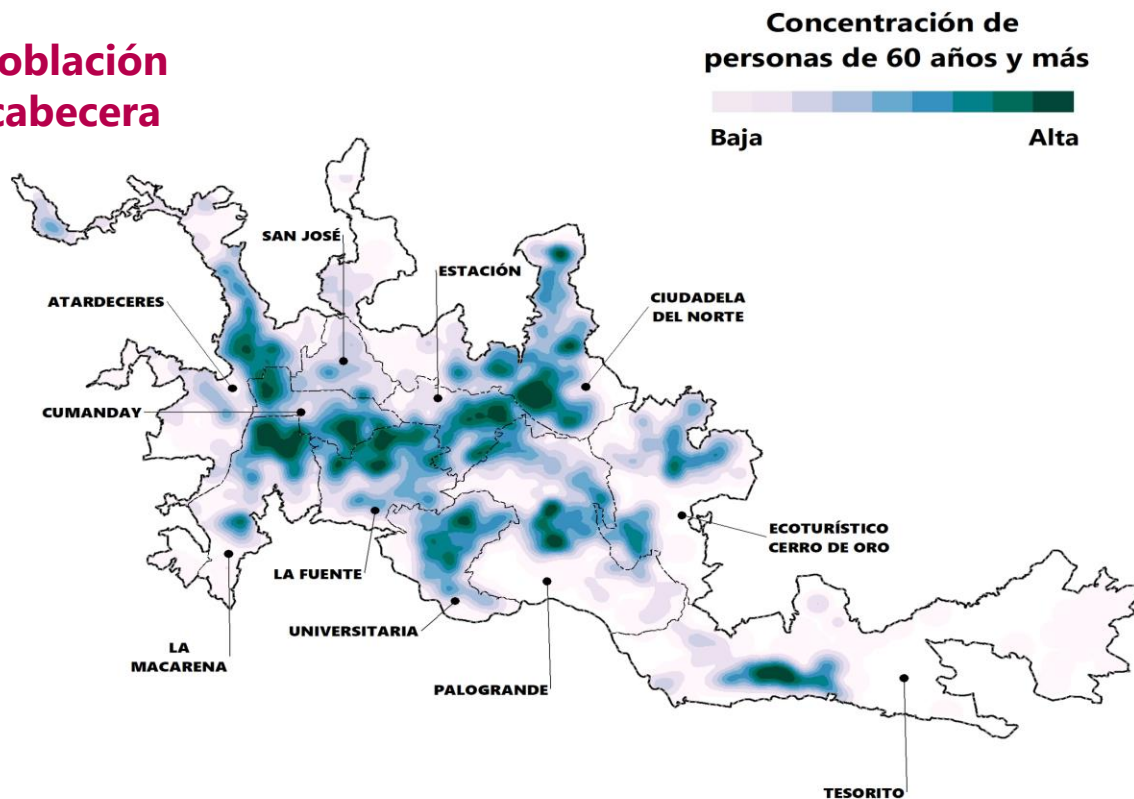 oblación
cabecera
Concentración de
personas de 60 años y más
Baja
Alta
SAN JOSÉ
ESTACIÓN
ATARDECERES
CIUDADELA
DEL NORTE
CUMANDAY
ECOTURÍSTICO
CERRO DE ORO
LA FUENTE
UNIVERSITARIA
LA
MACARENA
PALOGRANDE
TESORITO